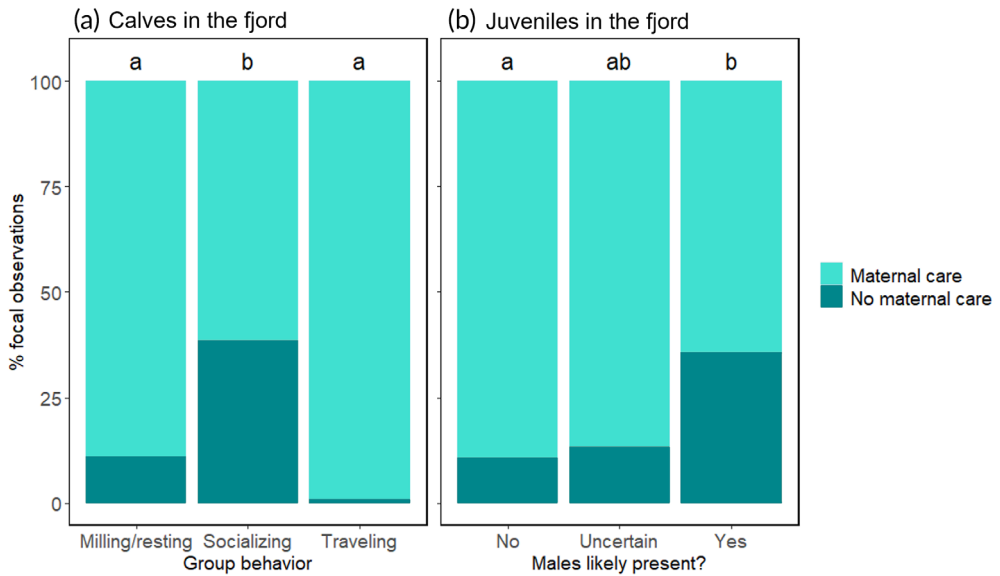 (a) Calves in the fjord
(b) Juveniles in the fjord
a b a
a ab b
100
75
50
25
0
% focal observations
Milling/resting Socializing Traveling
Group behavior
No Uncertain Yes
Males likely present?
Maternal care
No maternal care